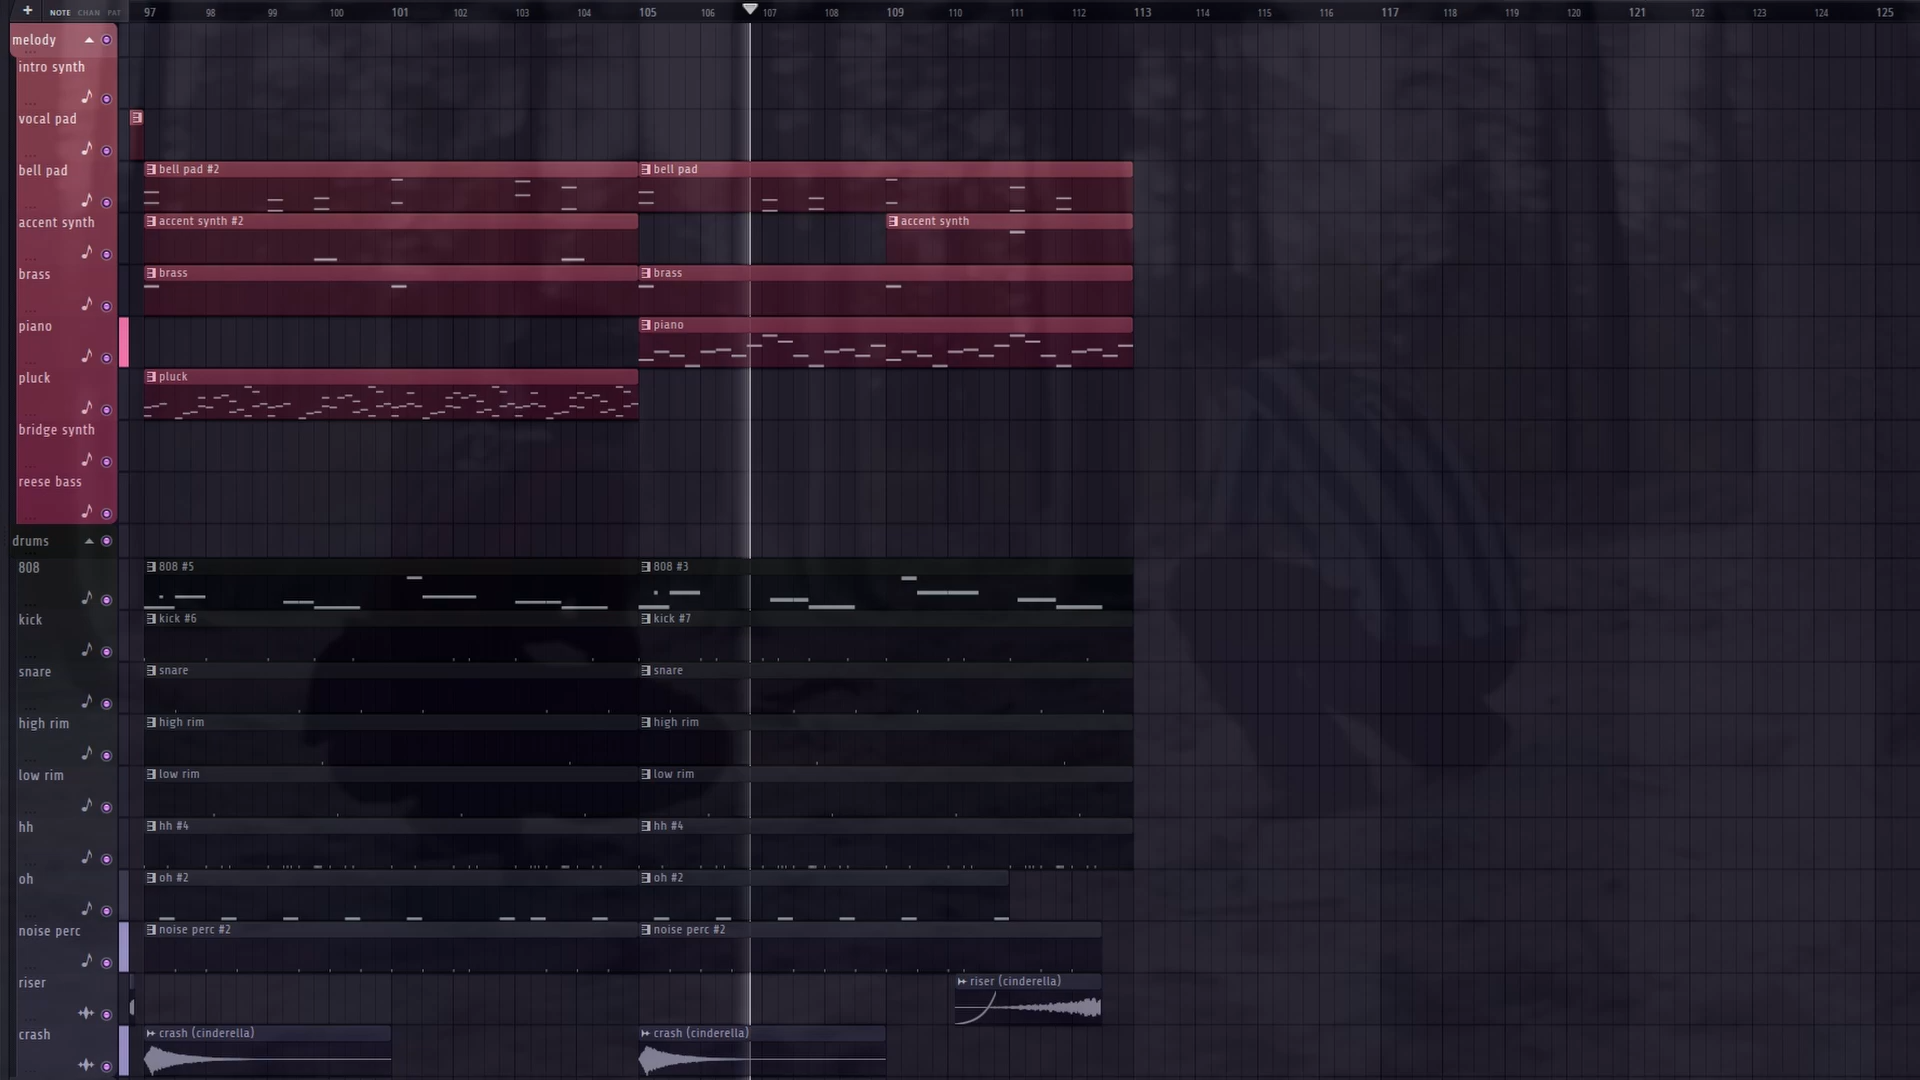 + NOTE CHAN PAT 97 98 99 100 101 102 103 104 105 106 107 108 109 110 111 112 113 114 115 116 117 118 119 120 121 122 123 124 125
melody
intro synth
vocal pad
bell pad bell pad #2 bell pad
accent synth accent synth #2 accent synth
brass brass brass
piano piano
pluck pluck
bridge synth
reese bass
drums
808 808 #5 808 #3
kick kick #6 kick #7
snare snare snare
high rim high rim high rim
low rim low rim low rim
hh hh #4 hh #4
oh oh #2 oh #2
noise perc noise perc #2 noise perc #2
riser riser (cinderella)
crash crash (cinderella) crash (cinderella)